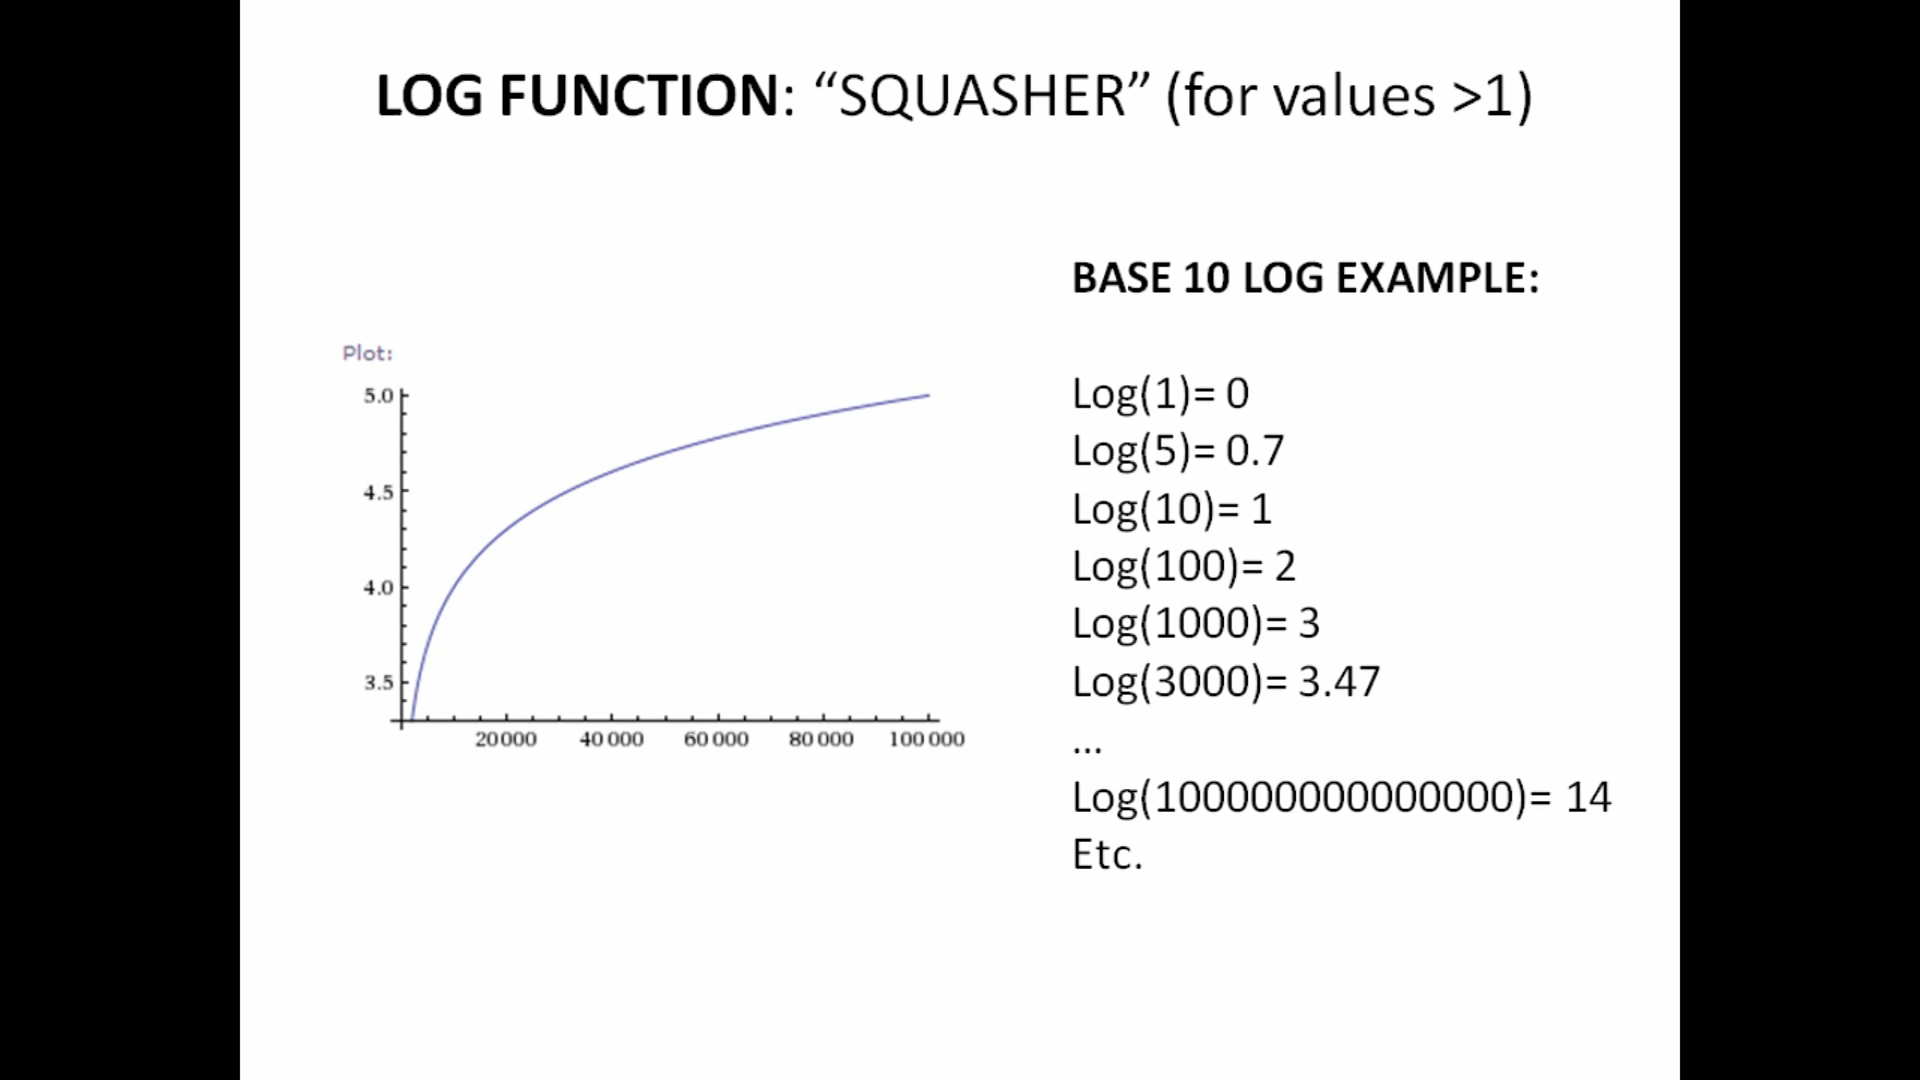 LOG FUNCTION: “SQUASHER” (for values >1)
BASE 10 LOG EXAMPLE:
Plot:
5.0
4.5
4.0
3.5
20000 40000 60000 80000 100000
Log(1)= 0
Log(5)= 0.7
Log(10)= 1
Log(100)= 2
Log(1000)= 3
Log(3000)= 3.47
...
Log(100000000000000)= 14
Etc.